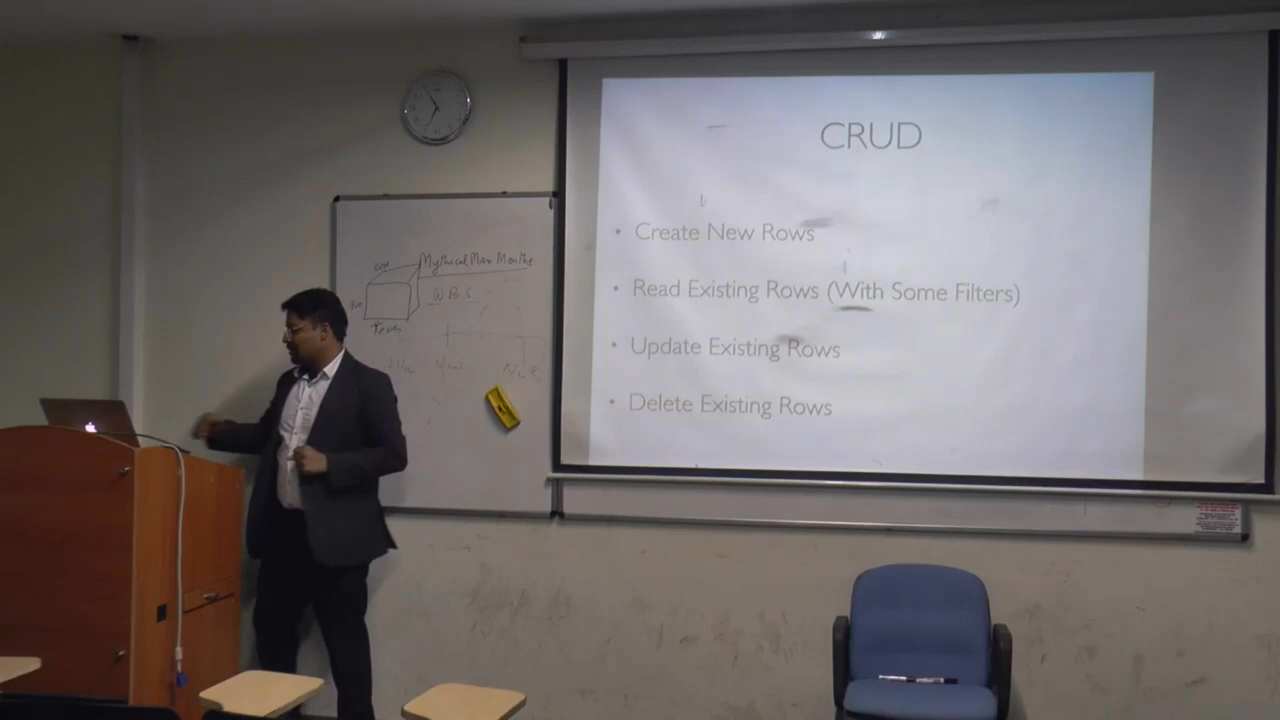 CRUD
• Create New Rows
• Read Existing Rows (With Some Filters)
• Update Existing Rows
• Delete Existing Rows
Mythical Man Months
W B S